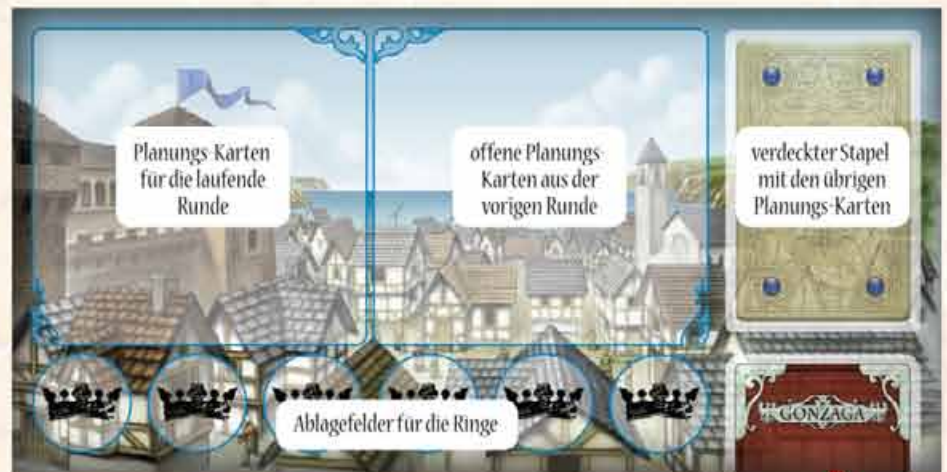 Planungs-Karten
für die laufende
Runde
offene Planungs-
Karten aus der
vorigen Runde
verdeckter Stapel
mit den übrigen
Planungs-Karten
Ablagefelder für die Ringe
GONZAGA